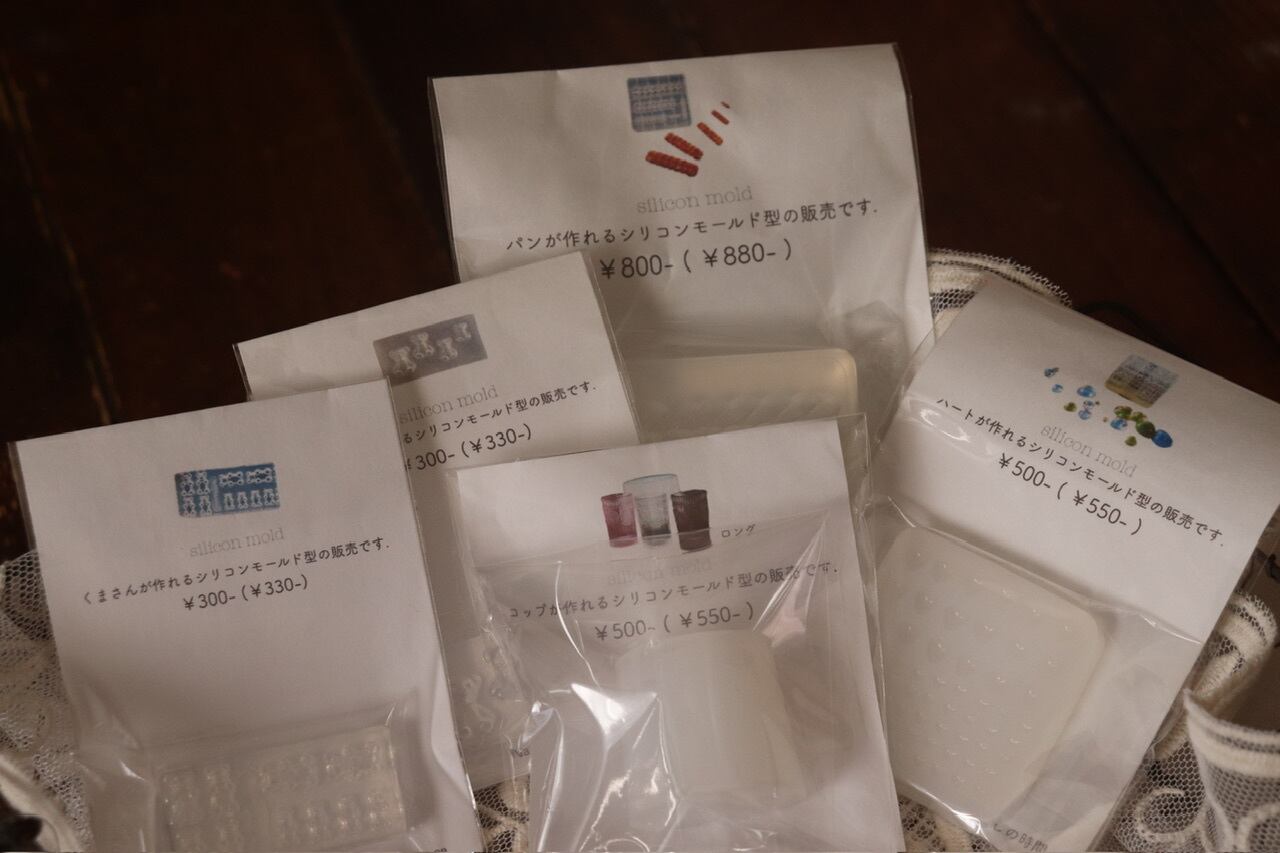 silicon mold
パンが作れるシリコンモールド型の販売です.
￥800- ( ￥880- )
silicon mold
るシリコンモールド型の販売です.
￥300- (￥330-)
silicon mold
くまさんが作れるシリコンモールド型の販売です.
￥300- (￥330-)
ロング
silicon mold
コップが作れるシリコンモールド型の販売です.
￥500- ( ￥550- )
silicon mold
ハートが作れるシリコンモールド型の販売です.
￥500- ( ￥550- )
の時間